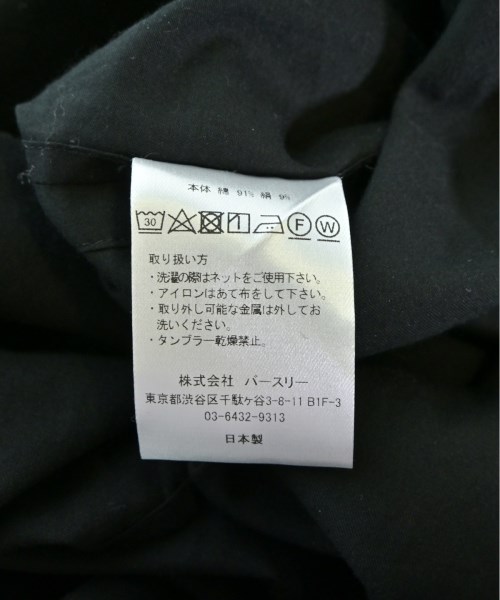 本体 綿 91% 絹 9%
30 F W
取り扱い方
・洗濯の際はネットをご使用下さい。
・アイロンはあて布をして下さい。
・取り外し可能な金属は外してお
洗いください。
・タンブラー乾燥禁止。
株式会社 バースリー
東京都渋谷区千駄ヶ谷3-8-11 B1F-3
03-6432-9313
日本製